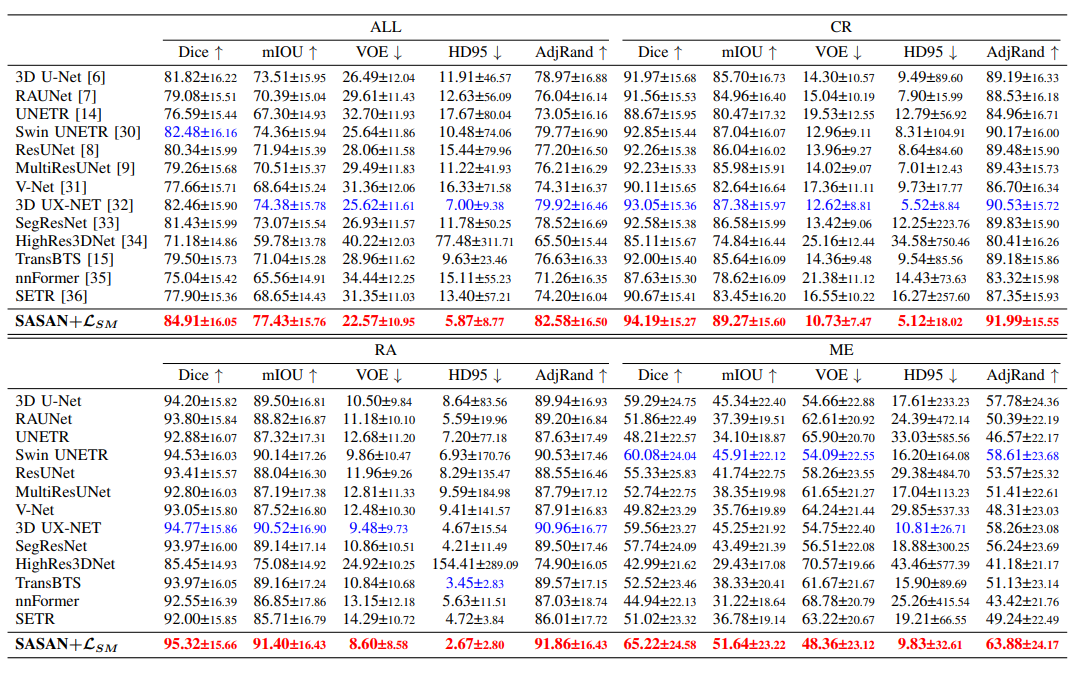 ALL CR
Dice ↑ mIOU ↑ VOE ↓ HD95 ↓ AdjRand ↑ Dice ↑ mIOU ↑ VOE ↓ HD95 ↓ AdjRand ↑
3D U-Net [6] 81.82±16.22 73.51±15.95 26.49±12.04 11.91±46.57 78.97±16.88 91.97±15.68 85.70±16.73 14.30±10.57 9.49±89.60 89.19±16.33
RAUNet [7] 79.08±15.51 70.39±15.04 29.61±11.43 12.63±56.09 76.04±16.14 91.56±15.53 84.96±16.40 15.04±10.19 7.90±15.99 88.53±16.18
UNETR [14] 76.59±15.44 67.30±14.93 32.70±11.93 17.67±80.04 73.05±16.16 88.67±15.95 80.47±17.32 19.53±12.55 12.79±56.92 84.96±16.71
Swin UNETR [30] 82.48±16.16 74.36±15.94 25.64±11.86 10.48±74.06 79.77±16.90 92.85±15.44 87.04±16.07 12.96±9.11 8.31±104.91 90.17±16.00
ResUNet [8] 80.34±15.99 71.94±15.39 28.06±11.58 15.44±79.96 77.20±16.50 92.26±15.38 86.04±16.02 13.96±9.27 8.64±84.60 89.48±15.90
MultiResUNet [9] 79.26±15.68 70.51±15.37 29.49±11.83 11.22±41.93 76.21±16.29 92.23±15.33 85.98±15.91 14.02±9.07 7.01±12.43 89.43±15.73
V-Net [31] 77.66±15.71 68.64±15.24 31.36±12.06 16.33±71.58 74.31±16.37 90.11±15.65 82.64±16.64 17.36±11.11 9.73±17.77 86.70±16.34
3D UX-NET [32] 82.46±15.90 74.38±15.78 25.62±11.61 7.00±9.38 79.92±16.46 93.05±15.36 87.38±15.97 12.62±8.81 5.52±8.84 90.53±15.72
SegResNet [33] 81.43±15.99 73.07±15.54 26.93±11.57 11.78±50.25 78.52±16.69 92.58±15.38 86.58±15.99 13.42±9.06 12.25±223.76 89.83±15.90
HighRes3DNet [34] 71.18±14.86 59.78±13.78 40.22±12.03 77.48±311.71 65.50±15.44 85.11±15.67 74.84±16.44 25.16±12.44 34.58±750.46 80.41±16.26
TransBTS [15] 79.50±15.73 71.04±15.28 28.96±11.62 9.63±23.46 76.63±16.33 92.00±15.40 85.64±16.09 14.36±9.48 9.54±85.56 89.18±15.86
nnFormer [35] 75.04±15.42 65.56±14.91 34.44±12.25 15.11±55.23 71.26±16.35 87.63±15.30 78.62±16.09 21.38±11.12 14.43±73.63 83.32±15.98
SETR [36] 77.90±15.36 68.65±14.43 31.35±11.03 13.40±57.21 74.20±16.04 90.67±15.41 83.45±16.20 16.55±10.22 16.27±257.60 87.35±15.93
SASAN+ℒSM 84.91±16.05 77.43±15.76 22.57±10.95 5.87±8.77 82.58±16.50 94.19±15.27 89.27±15.60 10.73±7.47 5.12±18.02 91.99±15.55
RA ME
Dice ↑ mIOU ↑ VOE ↓ HD95 ↓ AdjRand ↑ Dice ↑ mIOU ↑ VOE ↓ HD95 ↓ AdjRand ↑
3D U-Net 94.20±15.82 89.50±16.81 10.50±9.84 8.64±83.56 89.94±16.93 59.29±24.75 45.34±22.40 54.66±22.88 17.61±233.23 57.78±24.36
RAUNet 93.80±15.84 88.82±16.87 11.18±10.10 5.59±19.96 89.20±16.84 51.86±22.49 37.39±19.51 62.61±20.92 24.39±472.14 50.39±22.19
UNETR 92.88±16.07 87.32±17.31 12.68±11.20 7.20±77.18 87.63±17.49 48.21±22.57 34.10±18.87 65.90±20.70 33.03±585.56 46.57±22.17
Swin UNETR 94.53±16.03 90.14±17.26 9.86±10.47 6.93±170.76 90.53±17.46 60.08±24.04 45.91±22.12 54.09±22.55 16.20±164.08 58.61±23.68
ResUNet 93.41±15.57 88.04±16.30 11.96±9.26 8.29±135.47 88.55±16.46 55.33±25.83 41.74±22.75 58.26±23.55 29.38±484.70 53.57±25.32
MultiResUNet 92.80±16.03 87.19±17.38 12.81±11.33 9.59±184.98 87.79±17.12 52.74±22.75 38.35±19.98 61.65±21.27 17.04±113.23 51.41±22.61
V-Net 93.05±15.80 87.52±16.80 12.48±10.30 9.41±141.57 87.91±16.83 49.82±23.29 35.76±19.89 64.24±21.44 29.85±537.99 48.31±23.03
3D UX-NET 94.77±15.86 90.52±16.90 9.48±9.73 4.67±15.54 90.96±16.77 59.56±23.27 45.25±21.92 54.75±22.40 10.81±26.71 58.26±23.08
SegResNet 93.97±16.00 89.14±17.14 10.86±10.51 4.21±11.49 89.50±17.46 57.74±24.09 43.49±21.39 56.51±22.08 18.88±300.25 56.24±23.69
HighRes3DNet 85.45±14.93 75.08±14.92 24.92±10.25 154.41±289.09 74.90±16.05 42.99±21.62 29.43±17.08 70.57±19.66 43.46±577.39 41.18±21.17
TransBTS 93.97±16.05 89.16±17.24 10.84±10.68 3.45±2.83 89.57±17.15 52.52±23.46 38.33±20.41 61.67±21.67 15.90±89.69 51.13±23.14
nnFormer 92.55±16.39 86.85±17.86 13.15±12.18 5.63±11.51 87.03±18.74 44.94±22.13 31.22±18.64 68.78±20.79 25.26±415.54 43.42±21.76
SETR 92.00±15.85 85.71±16.79 14.29±10.72 4.72±3.84 86.01±17.72 51.02±23.32 36.78±19.14 63.22±20.67 19.21±66.55 49.24±22.49
SASAN+ℒSM 95.32±15.66 91.40±16.43 8.60±8.58 2.67±2.80 91.86±16.43 65.22±24.58 51.64±23.22 48.36±23.12 9.83±32.61 63.88±24.17